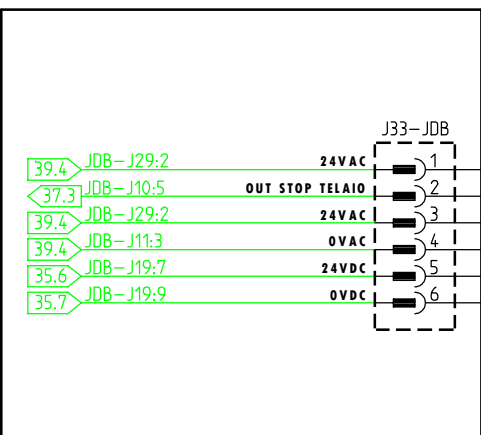 J33-JDB
39.4 JDB-J29:2 24VAC 1
37.3 JDB-J10:5 OUT STOP TELAIO 2
39.4 JDB-J29:2 24VAC 3
39.4 JDB-J11:3 0VAC 4
35.6 JDB-J19:7 24VDC 5
35.7 JDB-J19:9 0VDC 6